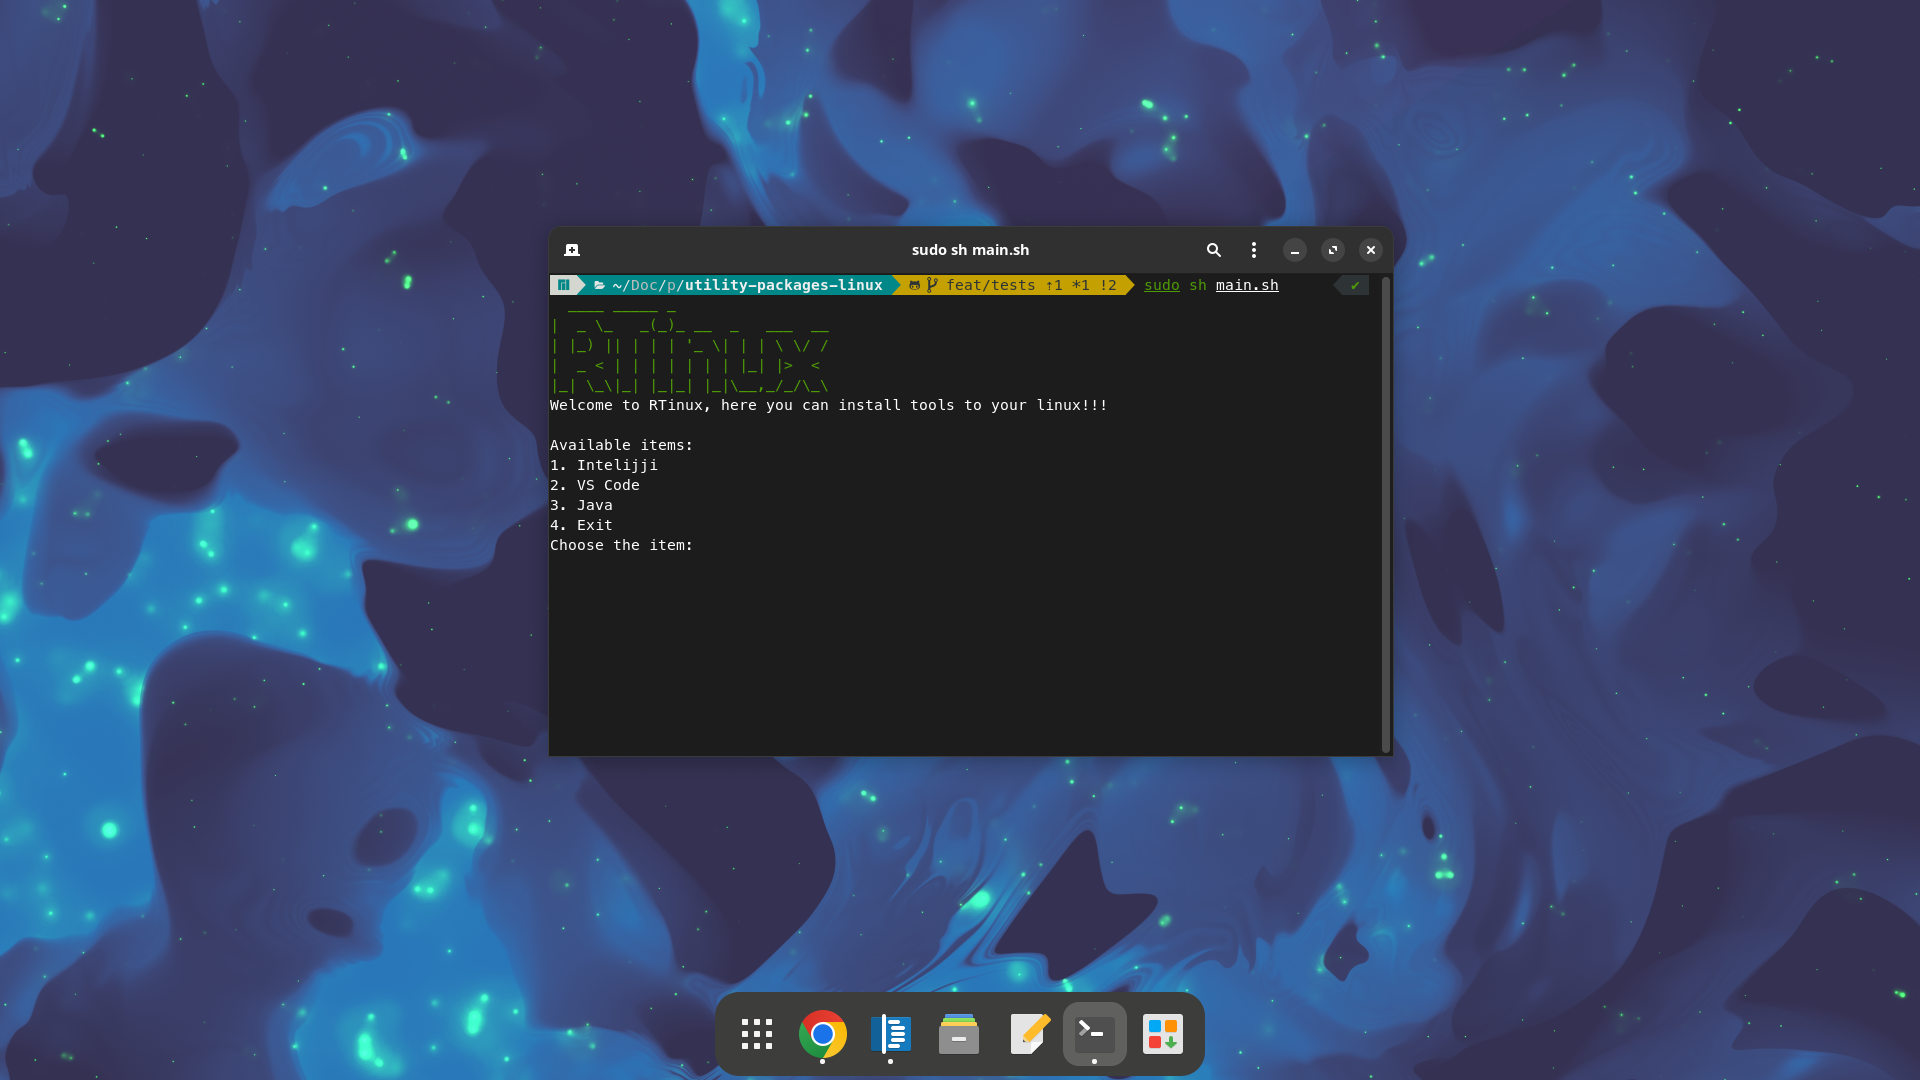 sudo sh main.sh
~/Doc/p/utility-packages-linux feat/tests ↑1 *1 !2 sudo sh main.sh ✔
  ____ _____ _
|  _ \_   _(_)_ __  _   ___  __
| |_) || | | | '_ \| | | \ \/ /
|  _ < | | | | | | | |_| |>  <
|_| \_\|_| |_|_| |_|\__,_/_/\_\
Welcome to RTinux, here you can install tools to your linux!!!
Available items:
1. Intelijji
2. VS Code
3. Java
4. Exit
Choose the item: